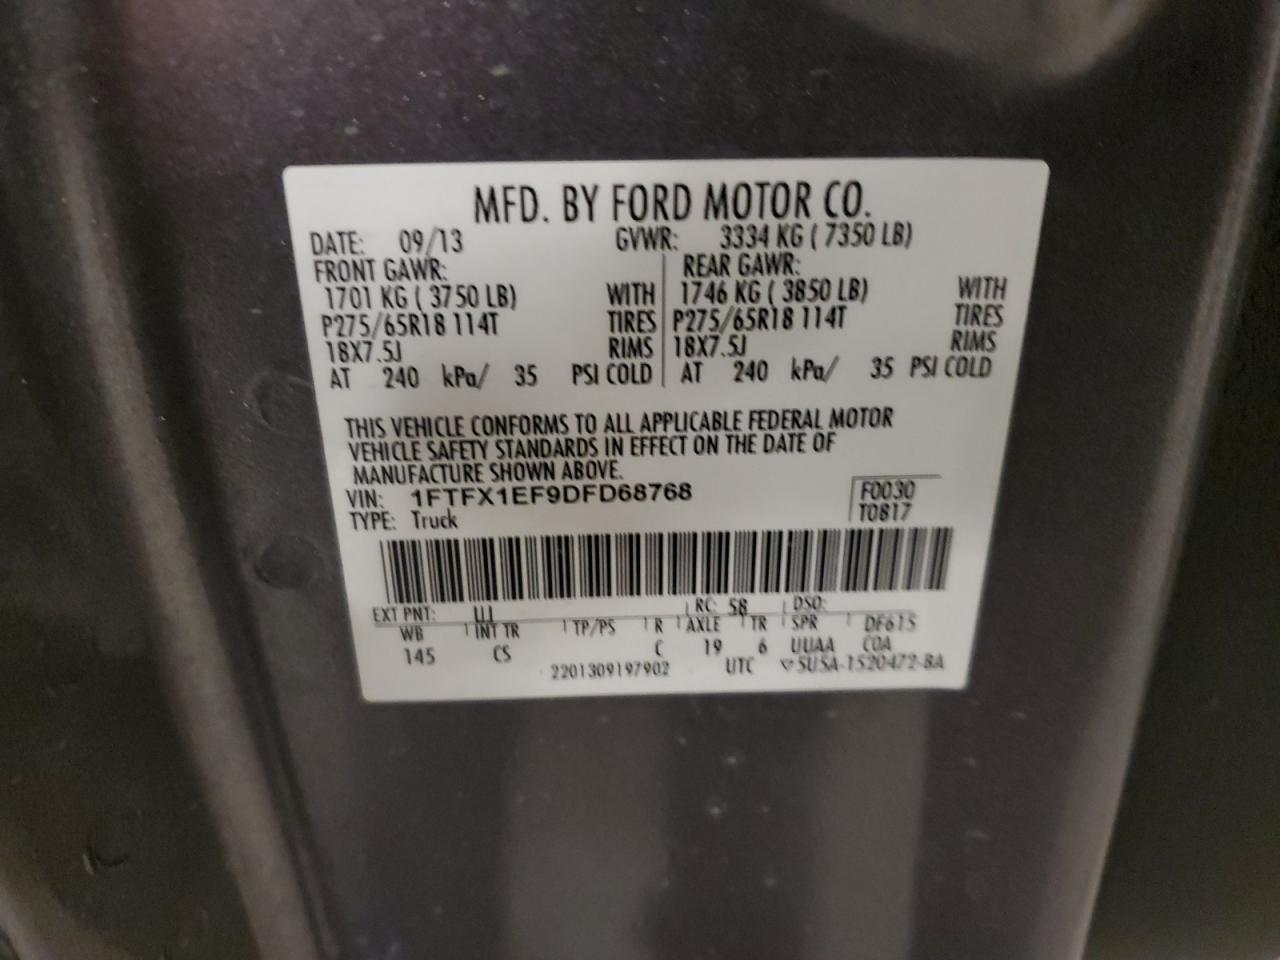 MFD. BY FORD MOTOR CO.
DATE: 09/13 GVWR: 3334 KG ( 7350 LB)
FRONT GAWR: REAR GAWR:
1701 KG ( 3750 LB) WITH 1746 KG ( 3850 LB) WITH
P275/65R18 114T TIRES P275/65R18 114T TIRES
18X7.5J RIMS 18X7.5J RIMS
AT 240 kPa/ 35 PSI COLD AT 240 kPa/ 35 PSI COLD
THIS VEHICLE CONFORMS TO ALL APPLICABLE FEDERAL MOTOR
VEHICLE SAFETY STANDARDS IN EFFECT ON THE DATE OF
MANUFACTURE SHOWN ABOVE.
VIN: 1FTFX1EF9DFD68768 F0030
TYPE: Truck T0817
EXT PNT: UJ RC: 58 DSO:
WB INT TR TP/PS R AXLE TR SPR DF615
145 CS C 19 6 UUAA COA
2201309197902 UTC ▽5U5A-1520472-BA